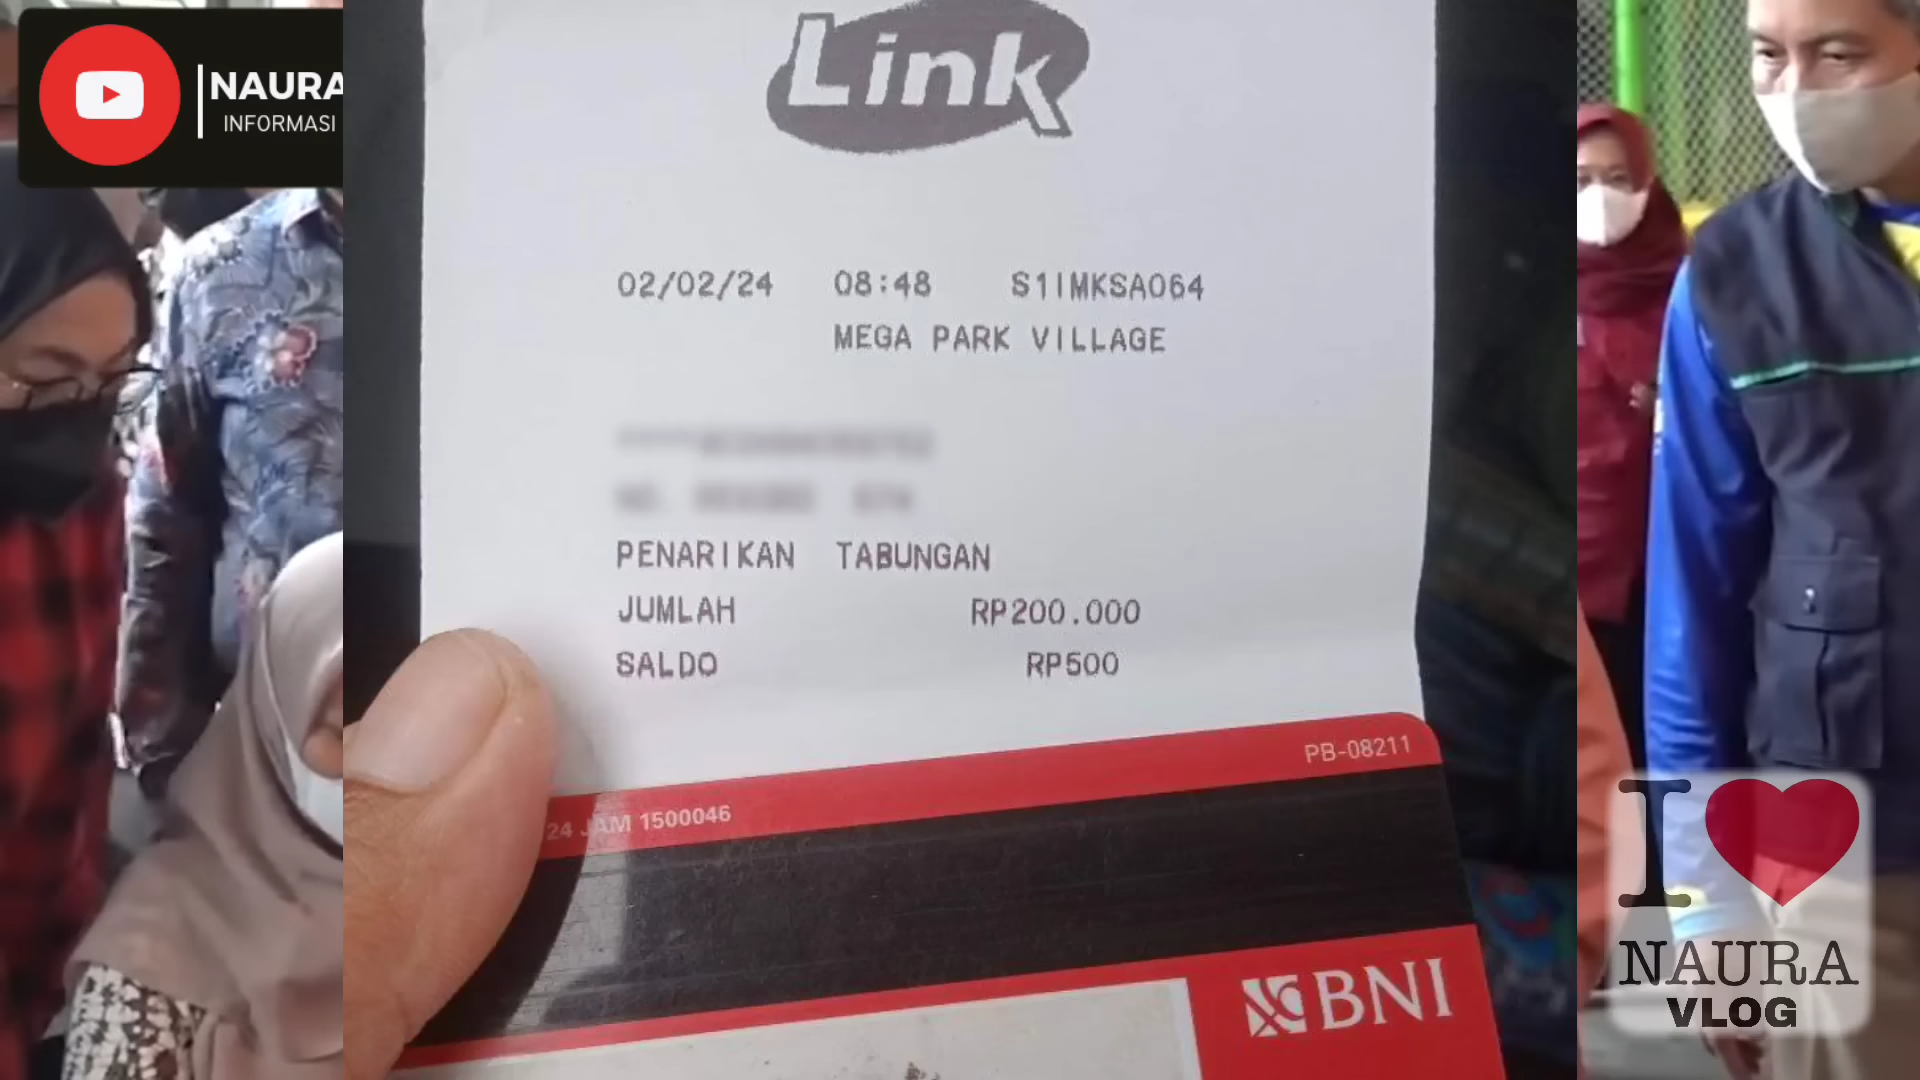 NAURA
INFORMASI
Link
02/02/24 08:48 S1IMKSA064
MEGA PARK VILLAGE
PENARIKAN TABUNGAN
JUMLAH RP200.000
SALDO RP500
PB-08211
24 JAM 1500046
BNI
I
NAURA
VLOG